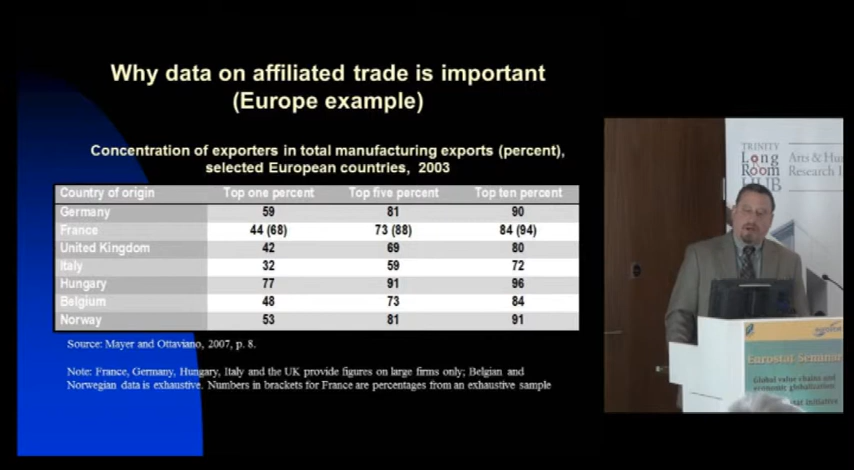 Why data on affiliated trade is important
(Europe example)
Concentration of exporters in total manufacturing exports (percent),
selected European countries, 2003
Country of origin Top one percent Top five percent Top ten percent
Germany 59 81 90
France 44 (68) 73 (88) 84 (94)
United Kingdom 42 69 80
Italy 32 59 72
Hungary 77 91 96
Belgium 48 73 84
Norway 53 81 91
Source: Mayer and Ottaviano, 2007, p. 8.
Note: France, Germany, Hungary, Italy and the UK provide figures on large firms only; Belgian and
Norwegian data is exhaustive. Numbers in brackets for France are percentages from an exhaustive sample
TRINITY
Long
Room
HUB
Arts & Hu
Research I
eurostat
Eurostat Seminar
Global value chains and
economic globalization
stat initiative